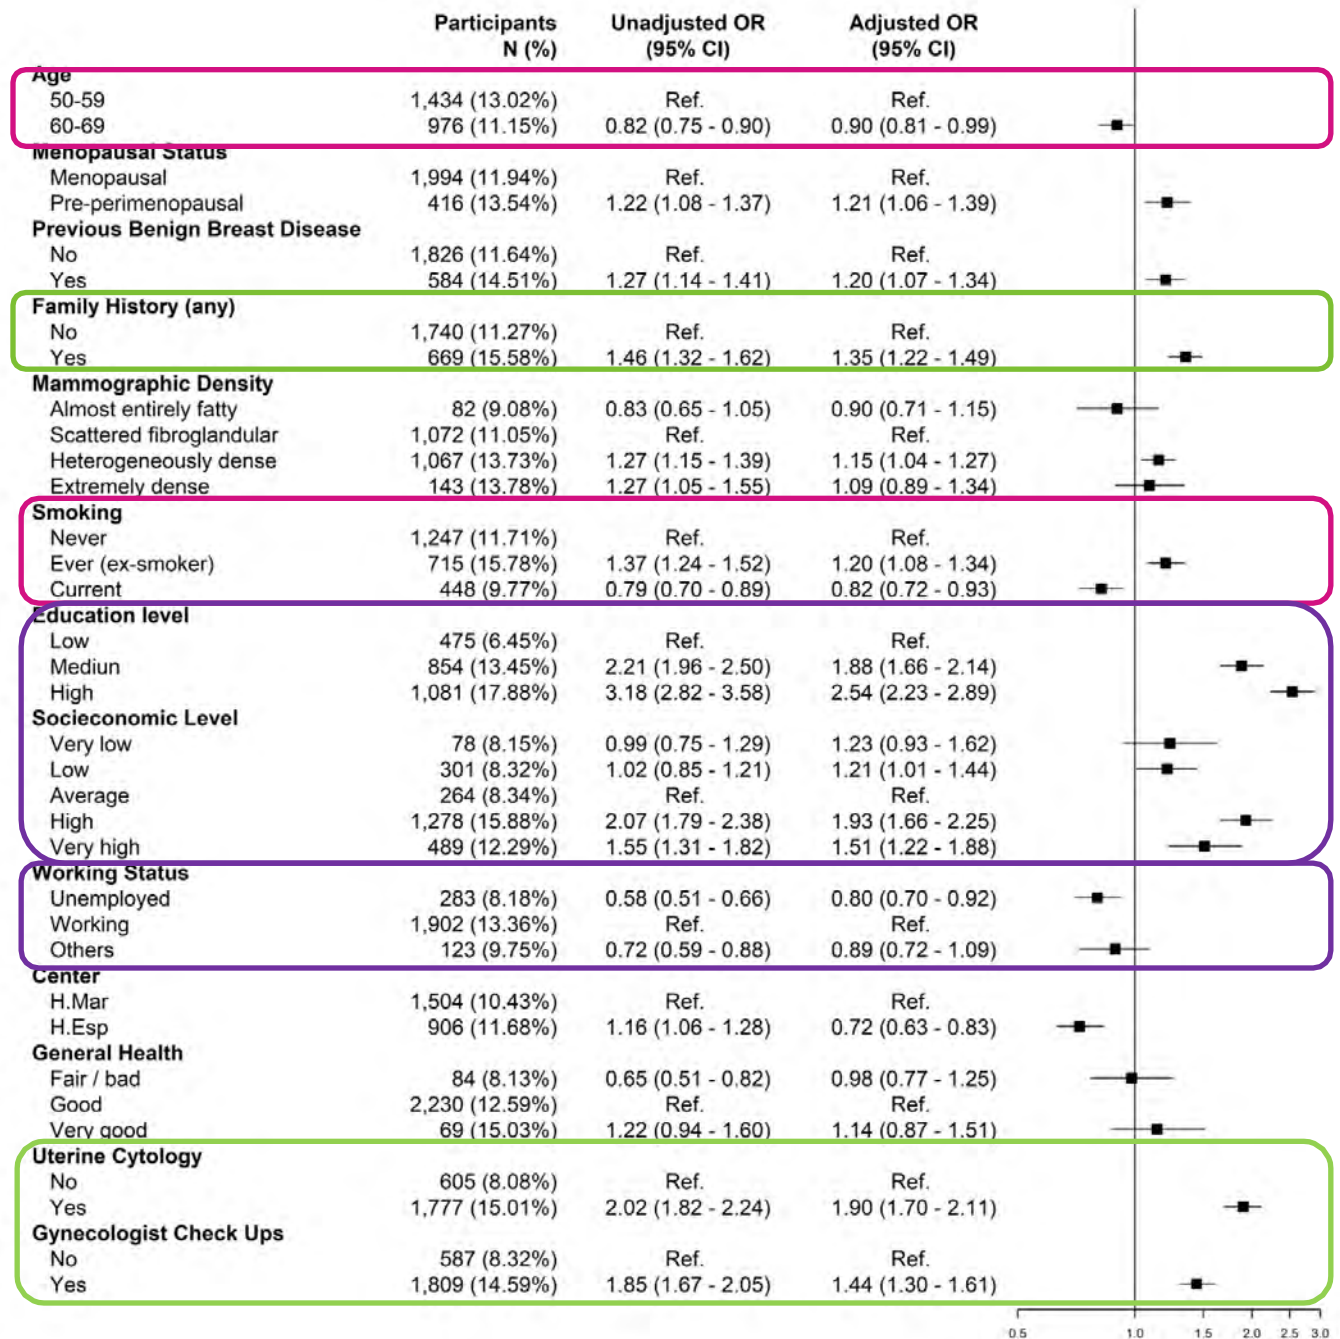 Participants Unadjusted OR Adjusted OR
N (%) (95% CI) (95% CI)
Age
50-59 1,434 (13.02%) Ref. Ref.
60-69 976 (11.15%) 0.82 (0.75 - 0.90) 0.90 (0.81 - 0.99)
Menopausal Status
Menopausal 1,994 (11.94%) Ref. Ref.
Pre-perimenopausal 416 (13.54%) 1.22 (1.08 - 1.37) 1.21 (1.06 - 1.39)
Previous Benign Breast Disease
No 1,826 (11.64%) Ref. Ref.
Yes 584 (14.51%) 1.27 (1.14 - 1.41) 1.20 (1.07 - 1.34)
Family History (any)
No 1,740 (11.27%) Ref. Ref.
Yes 669 (15.58%) 1.46 (1.32 - 1.62) 1.35 (1.22 - 1.49)
Mammographic Density
Almost entirely fatty 82 (9.08%) 0.83 (0.65 - 1.05) 0.90 (0.71 - 1.15)
Scattered fibroglandular 1,072 (11.05%) Ref. Ref.
Heterogeneously dense 1,067 (13.73%) 1.27 (1.15 - 1.39) 1.15 (1.04 - 1.27)
Extremely dense 143 (13.78%) 1.27 (1.05 - 1.55) 1.09 (0.89 - 1.34)
Smoking
Never 1,247 (11.71%) Ref. Ref.
Ever (ex-smoker) 715 (15.78%) 1.37 (1.24 - 1.52) 1.20 (1.08 - 1.34)
Current 448 (9.77%) 0.79 (0.70 - 0.89) 0.82 (0.72 - 0.93)
Education level
Low 475 (6.45%) Ref. Ref.
Mediun 854 (13.45%) 2.21 (1.96 - 2.50) 1.88 (1.66 - 2.14)
High 1,081 (17.88%) 3.18 (2.82 - 3.58) 2.54 (2.23 - 2.89)
Socieconomic Level
Very low 78 (8.15%) 0.99 (0.75 - 1.29) 1.23 (0.93 - 1.62)
Low 301 (8.32%) 1.02 (0.85 - 1.21) 1.21 (1.01 - 1.44)
Average 264 (8.34%) Ref. Ref.
High 1,278 (15.88%) 2.07 (1.79 - 2.38) 1.93 (1.66 - 2.25)
Very high 489 (12.29%) 1.55 (1.31 - 1.82) 1.51 (1.22 - 1.88)
Working Status
Unemployed 283 (8.18%) 0.58 (0.51 - 0.66) 0.80 (0.70 - 0.92)
Working 1,902 (13.36%) Ref. Ref.
Others 123 (9.75%) 0.72 (0.59 - 0.88) 0.89 (0.72 - 1.09)
Center
H.Mar 1,504 (10.43%) Ref. Ref.
H.Esp 906 (11.68%) 1.16 (1.06 - 1.28) 0.72 (0.63 - 0.83)
General Health
Fair / bad 84 (8.13%) 0.65 (0.51 - 0.82) 0.98 (0.77 - 1.25)
Good 2,230 (12.59%) Ref. Ref.
Very good 69 (15.03%) 1.22 (0.94 - 1.60) 1.14 (0.87 - 1.51)
Uterine Cytology
No 605 (8.08%) Ref. Ref.
Yes 1,777 (15.01%) 2.02 (1.82 - 2.24) 1.90 (1.70 - 2.11)
Gynecologist Check Ups
No 587 (8.32%) Ref. Ref.
Yes 1,809 (14.59%) 1.85 (1.67 - 2.05) 1.44 (1.30 - 1.61)
0.5 1.0 1.5 2.0 2.5 3.0